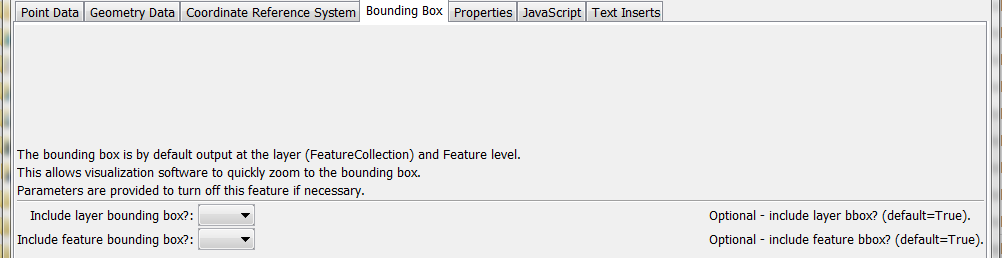 Point Data Geometry Data Coordinate Reference System Bounding Box Properties JavaScript Text Inserts
The bounding box is by default output at the layer (FeatureCollection) and Feature level.
This allows visualization software to quickly zoom to the bounding box.
Parameters are provided to turn off this feature if necessary.
Include layer bounding box?: Optional - include layer bbox? (default=True).
Include feature bounding box?: Optional - include feature bbox? (default=True).